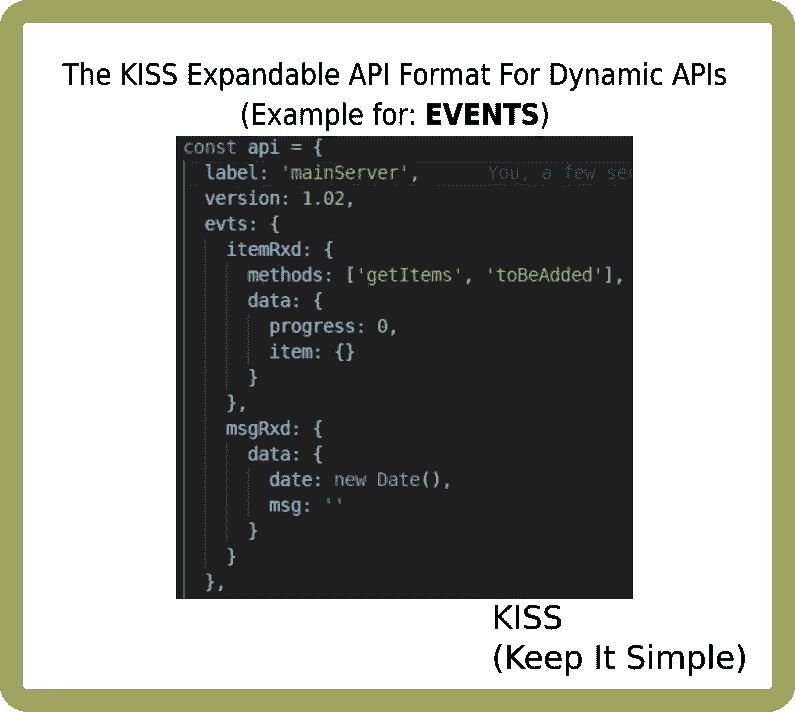 The KISS Expandable API Format For Dynamic APIs
(Example for: EVENTS)
const api = {
label: 'mainServer', You, a few sec
version: 1.02,
evts: {
itemRxd: {
methods: ['getItems', 'toBeAdded'],
data: {
progress: 0,
item: {}
}
},
msgRxd: {
data: {
date: new Date(),
msg: ''
}
}
},
KISS
(Keep It Simple)